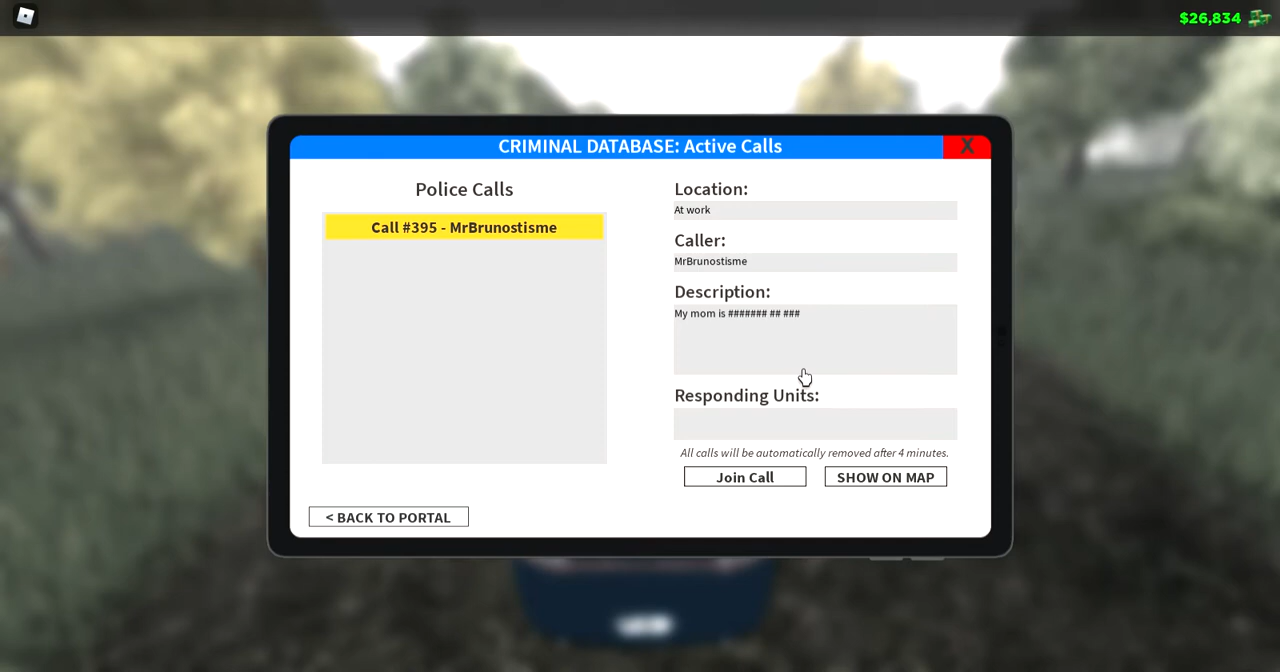 $26,834
CRIMINAL DATABASE: Active Calls
X
Police Calls
Call #395 - MrBrunostisme
Location:
At work
Caller:
MrBrunostisme
Description:
My mom is ####### ## ###
Responding Units:
All calls will be automatically removed after 4 minutes.
Join Call
SHOW ON MAP
< BACK TO PORTAL